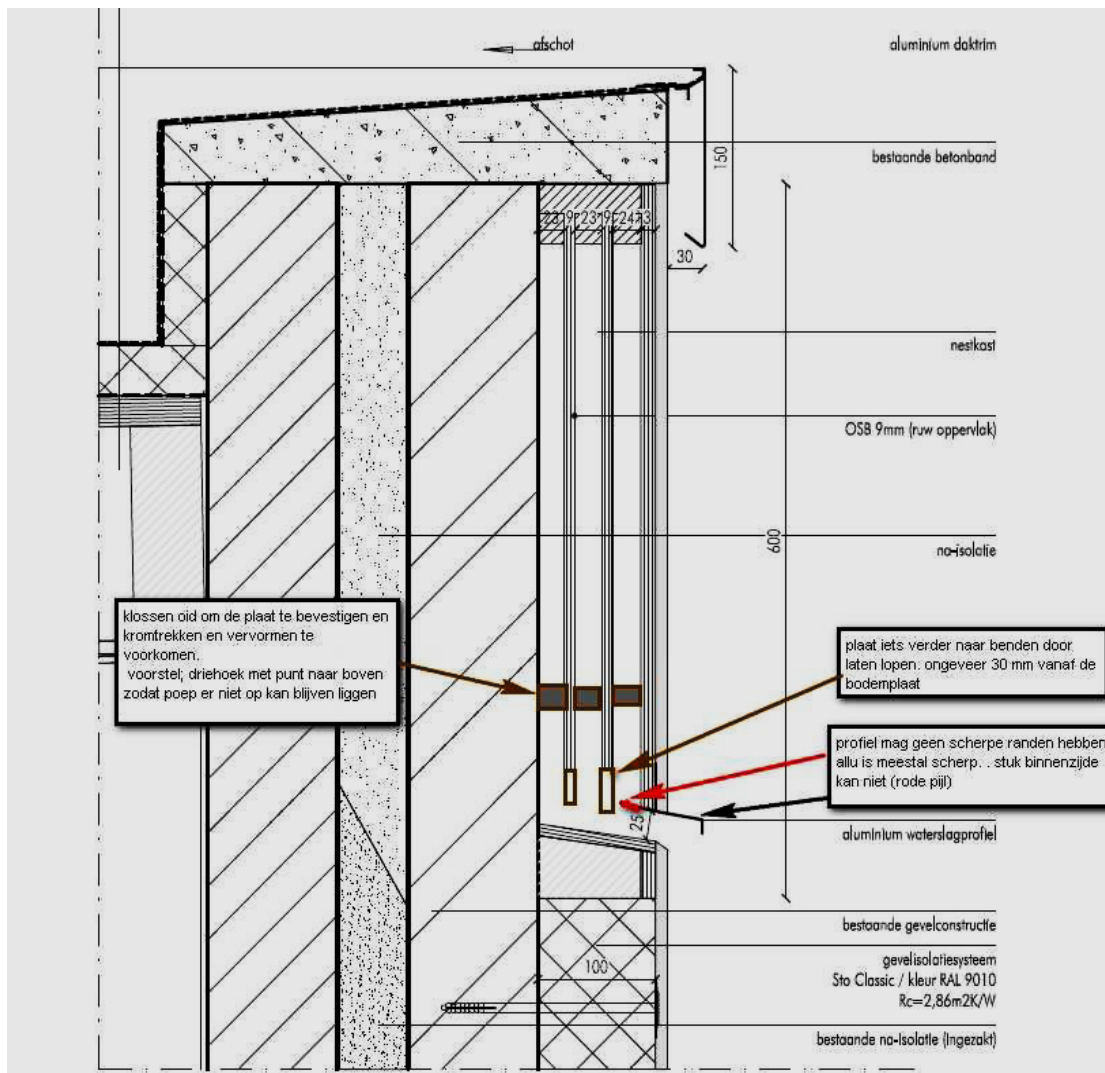 afschot
aluminium daktrim
bestaande betonband
150
23 9 23 9 24 13
30
nestkast
OSB 9mm (ruw oppervlak)
600
na-isolatie
klossen oid om de plaat te bevestigen en
kromtrekken en vervormen te
voorkomen.
voorstel; driehoek met punt naar boven
zodat poep er niet op kan blijven liggen
plaat iets verder naar benden door
laten lopen. ongeveer 30 mm vanaf de
bodemplaat
profiel mag geen scherpe randen hebben
allu is meestal scherp. . stuk binnenzijde
kan niet (rode pijl)
25
aluminium waterslagprofiel
bestaande gevelconstructie
gevelisolatiesysteem
Sto Classic / kleur RAL 9010
Rc=2,86m2K/W
100
bestaande na-isolatie (ingezakt)